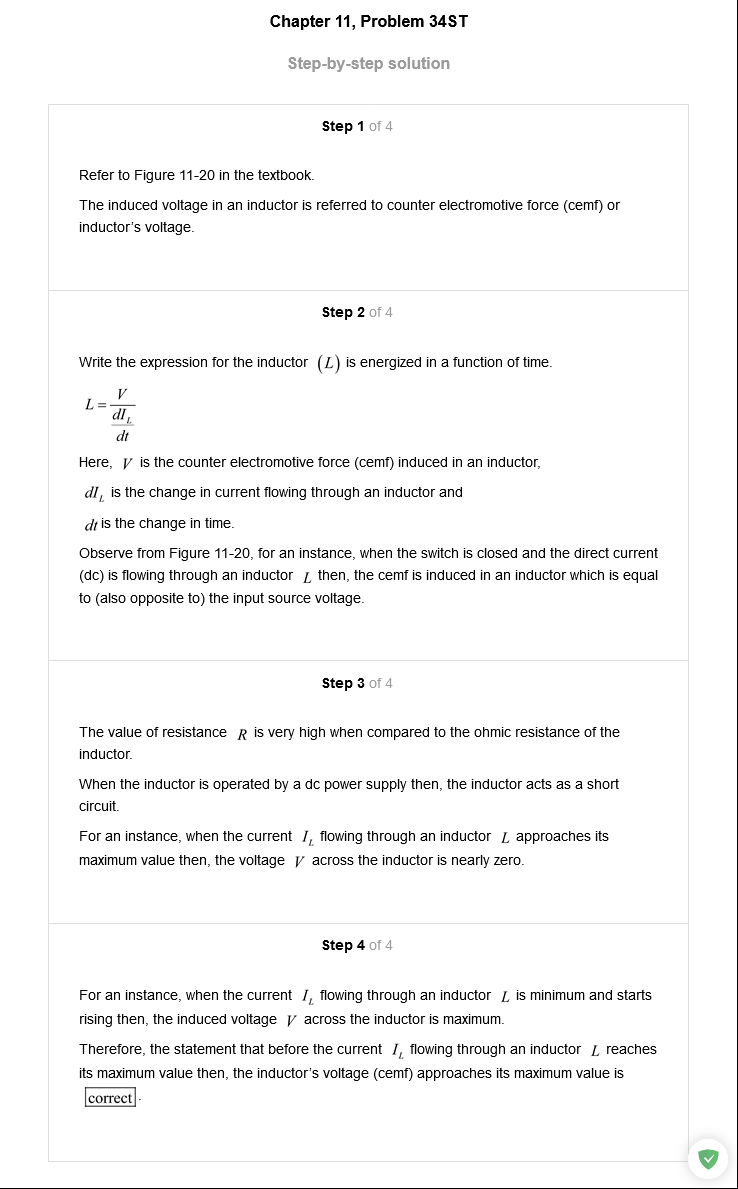 Chapter 11, Problem 34ST
Step-by-step solution
Step 1 of 4
Refer to Figure 11-20 in the textbook.
The induced voltage in an inductor is referred to counter electromotive force (cemf) or
inductor's voltage.
Step 2 of 4
Write the expression for the inductor (L) is energized in a function of time.
L = V
dI_L
dt
Here, V is the counter electromotive force (cemf) induced in an inductor,
dI_L is the change in current flowing through an inductor and
dt is the change in time.
Observe from Figure 11-20, for an instance, when the switch is closed and the direct current
(dc) is flowing through an inductor L then, the cemf is induced in an inductor which is equal
to (also opposite to) the input source voltage.
Step 3 of 4
The value of resistance R is very high when compared to the ohmic resistance of the
inductor.
When the inductor is operated by a dc power supply then, the inductor acts as a short
circuit.
For an instance, when the current I_L flowing through an inductor L approaches its
maximum value then, the voltage V across the inductor is nearly zero.
Step 4 of 4
For an instance, when the current I_L flowing through an inductor L is minimum and starts
rising then, the induced voltage V across the inductor is maximum.
Therefore, the statement that before the current I_L flowing through an inductor L reaches
its maximum value then, the inductor's voltage (cemf) approaches its maximum value is
correct.